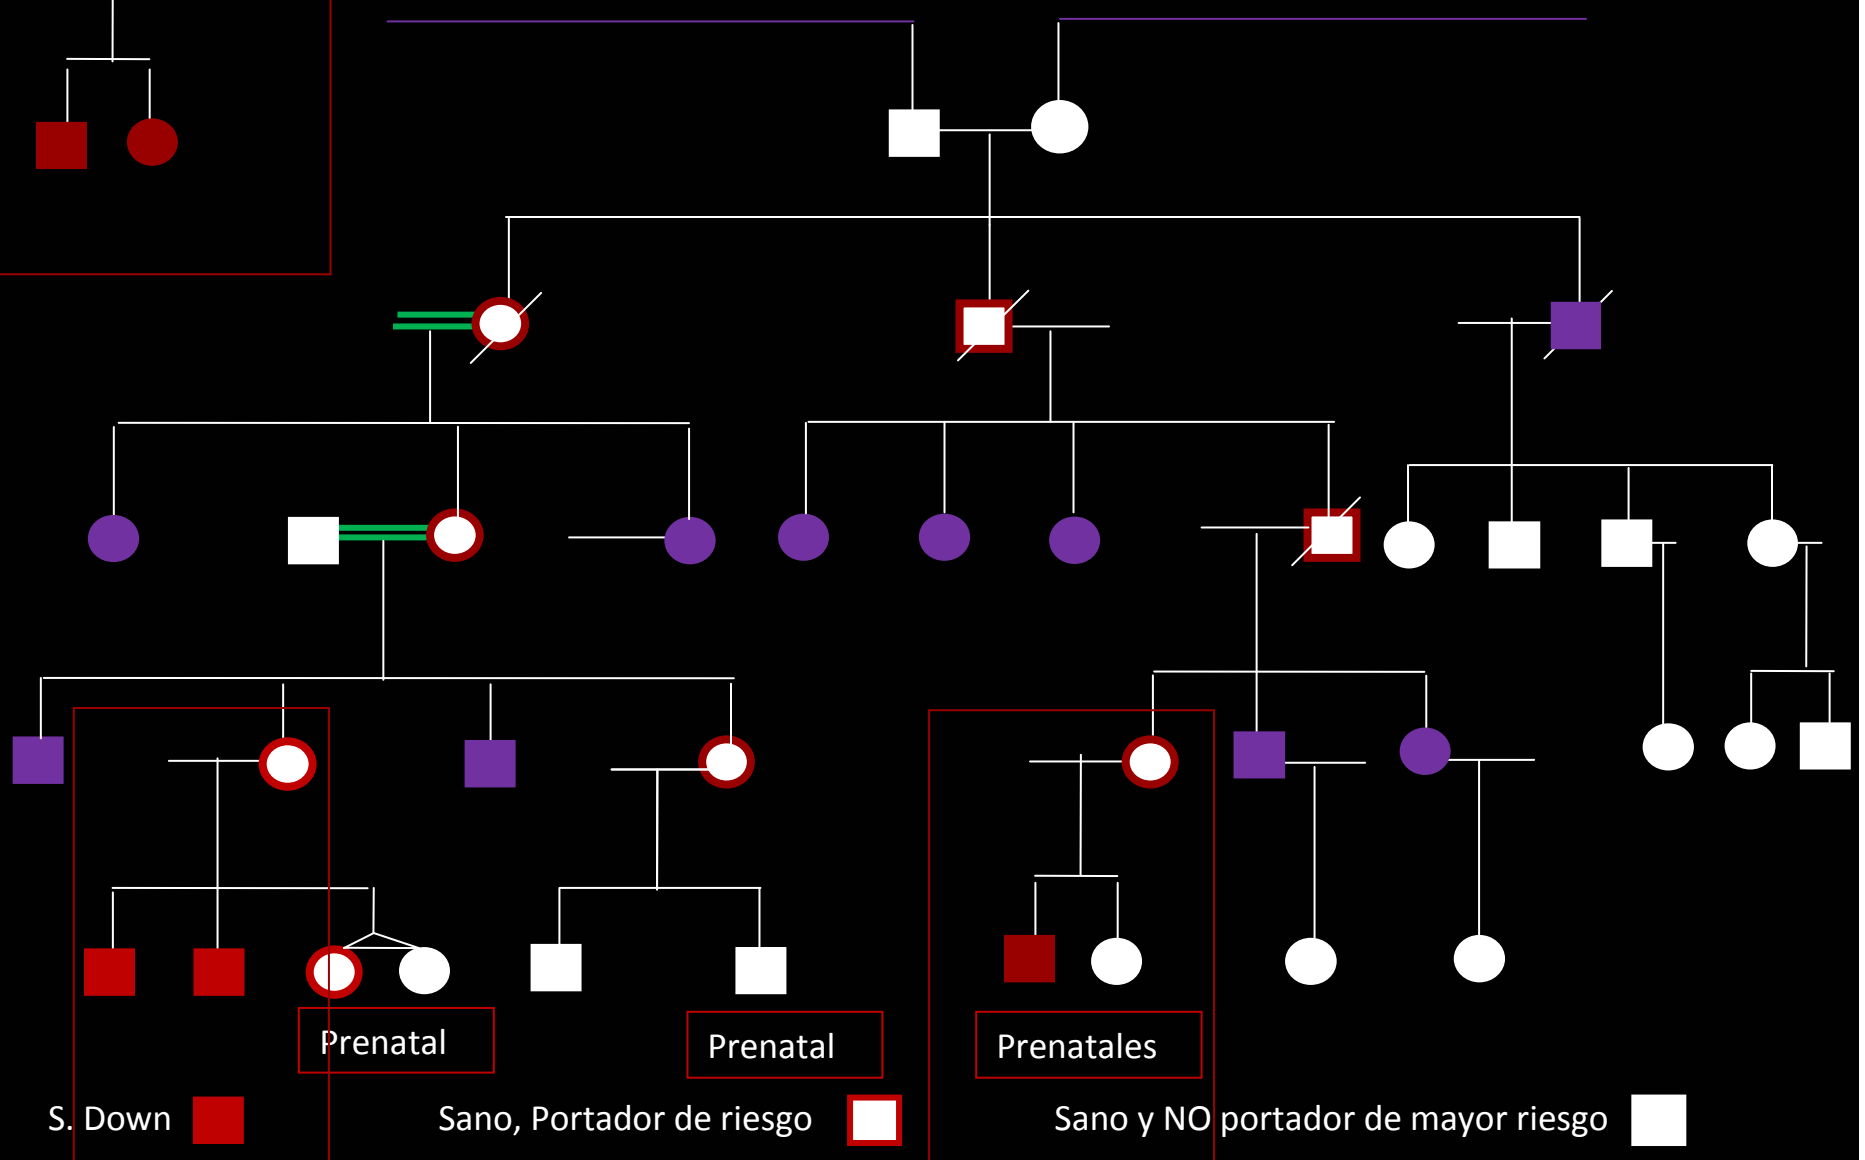 Prenatal
Prenatal
Prenatales
S. Down
Sano, Portador de riesgo
Sano y NO portador de mayor riesgo